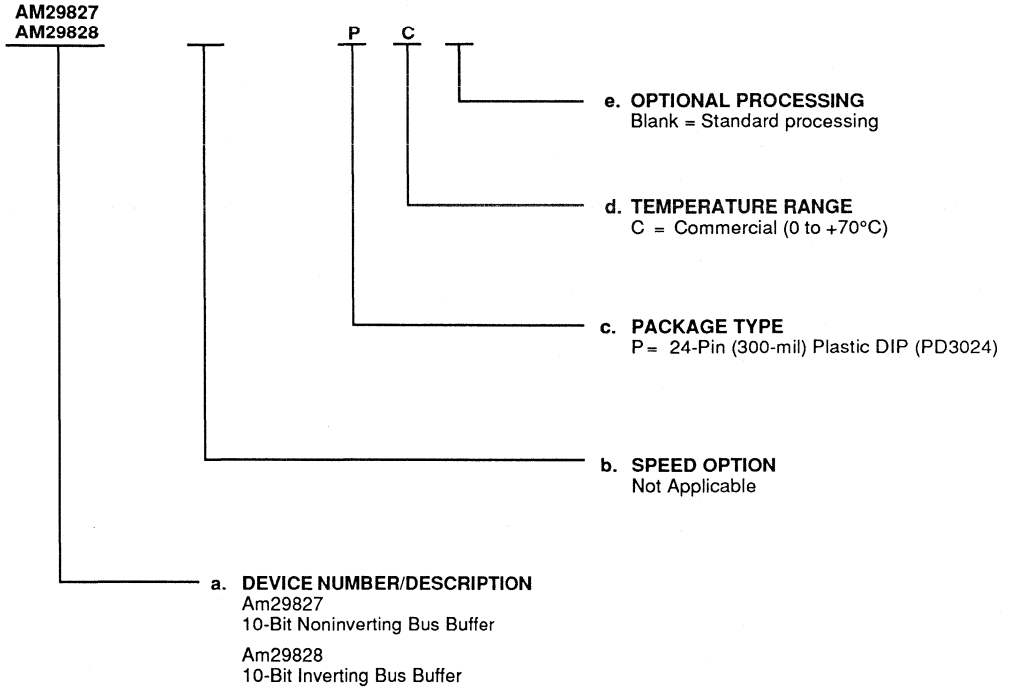 AM29827
AM29828
P C
e. OPTIONAL PROCESSING
Blank = Standard processing
d. TEMPERATURE RANGE
C = Commercial (0 to +70°C)
c. PACKAGE TYPE
P = 24-Pin (300-mil) Plastic DIP (PD3024)
b. SPEED OPTION
Not Applicable
a. DEVICE NUMBER/DESCRIPTION
Am29827
10-Bit Noninverting Bus Buffer
Am29828
10-Bit Inverting Bus Buffer